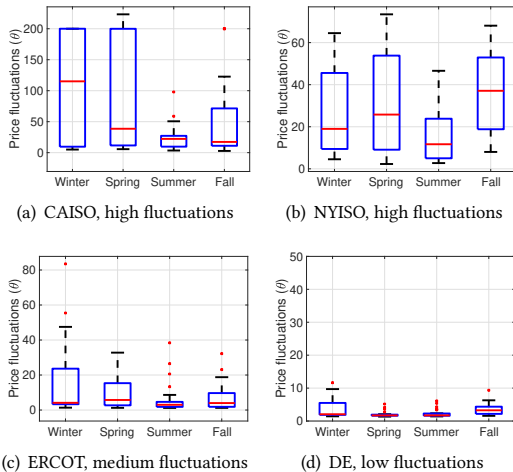 Price fluctuations (θ)
200
150
100
50
0
Winter Spring Summer Fall
(a) CAISO, high fluctuations
Price fluctuations (θ)
60
40
20
0
Winter Spring Summer Fall
(b) NYISO, high fluctuations
Price fluctuations (θ)
80
60
40
20
0
Winter Spring Summer Fall
(c) ERCOT, medium fluctuations
Price fluctuations (θ)
50
40
30
20
10
0
Winter Spring Summer Fall
(d) DE, low fluctuations